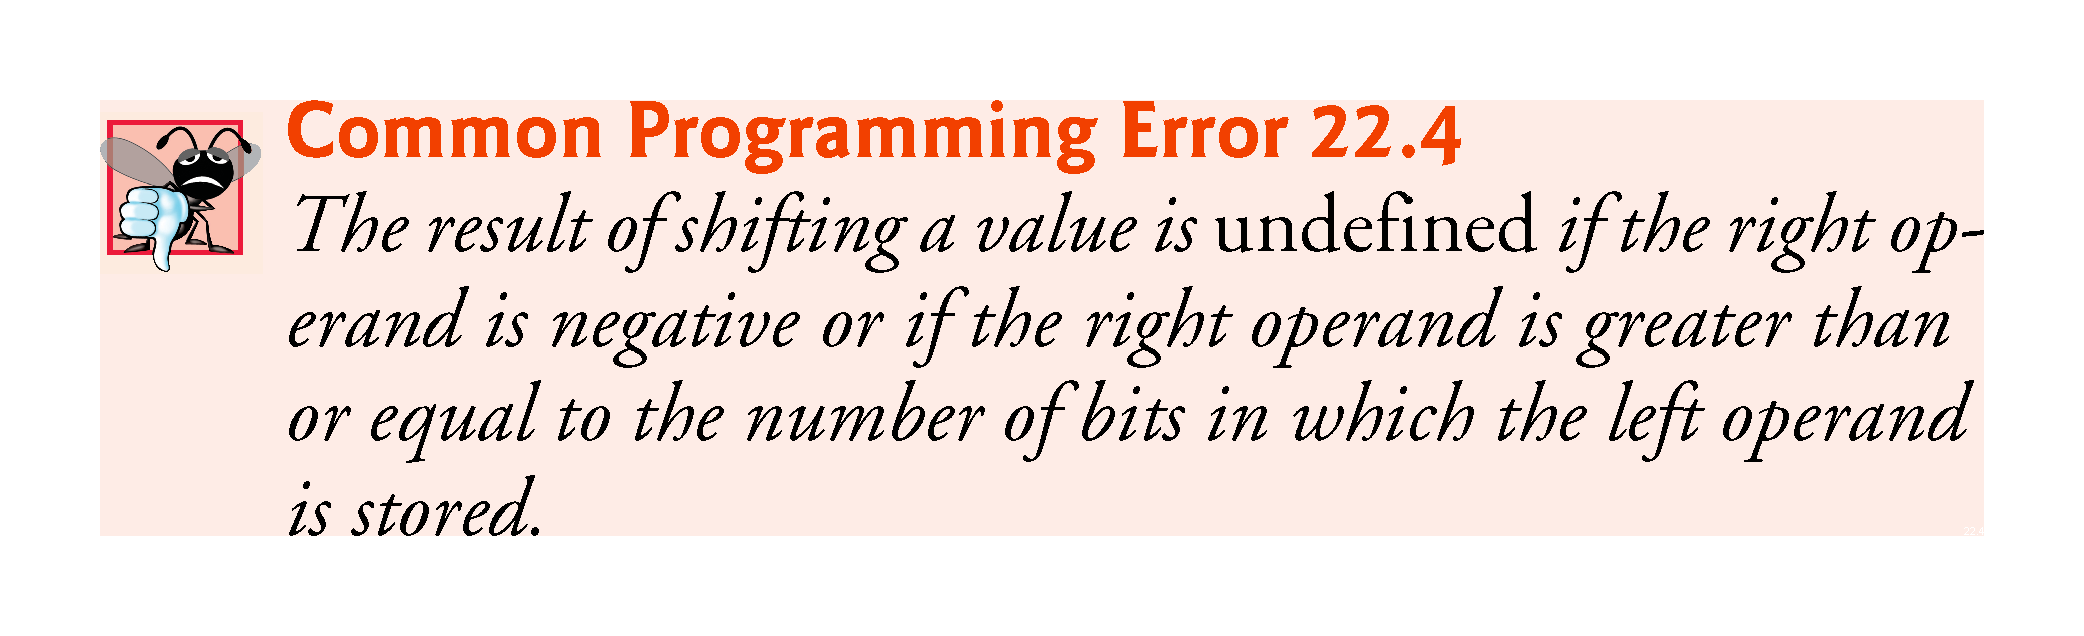 Common Programming Error 22.4
The result of shifting a value is undefined if the right op-
erand is negative or if the right operand is greater than
or equal to the number of bits in which the left operand
is stored.
22.4